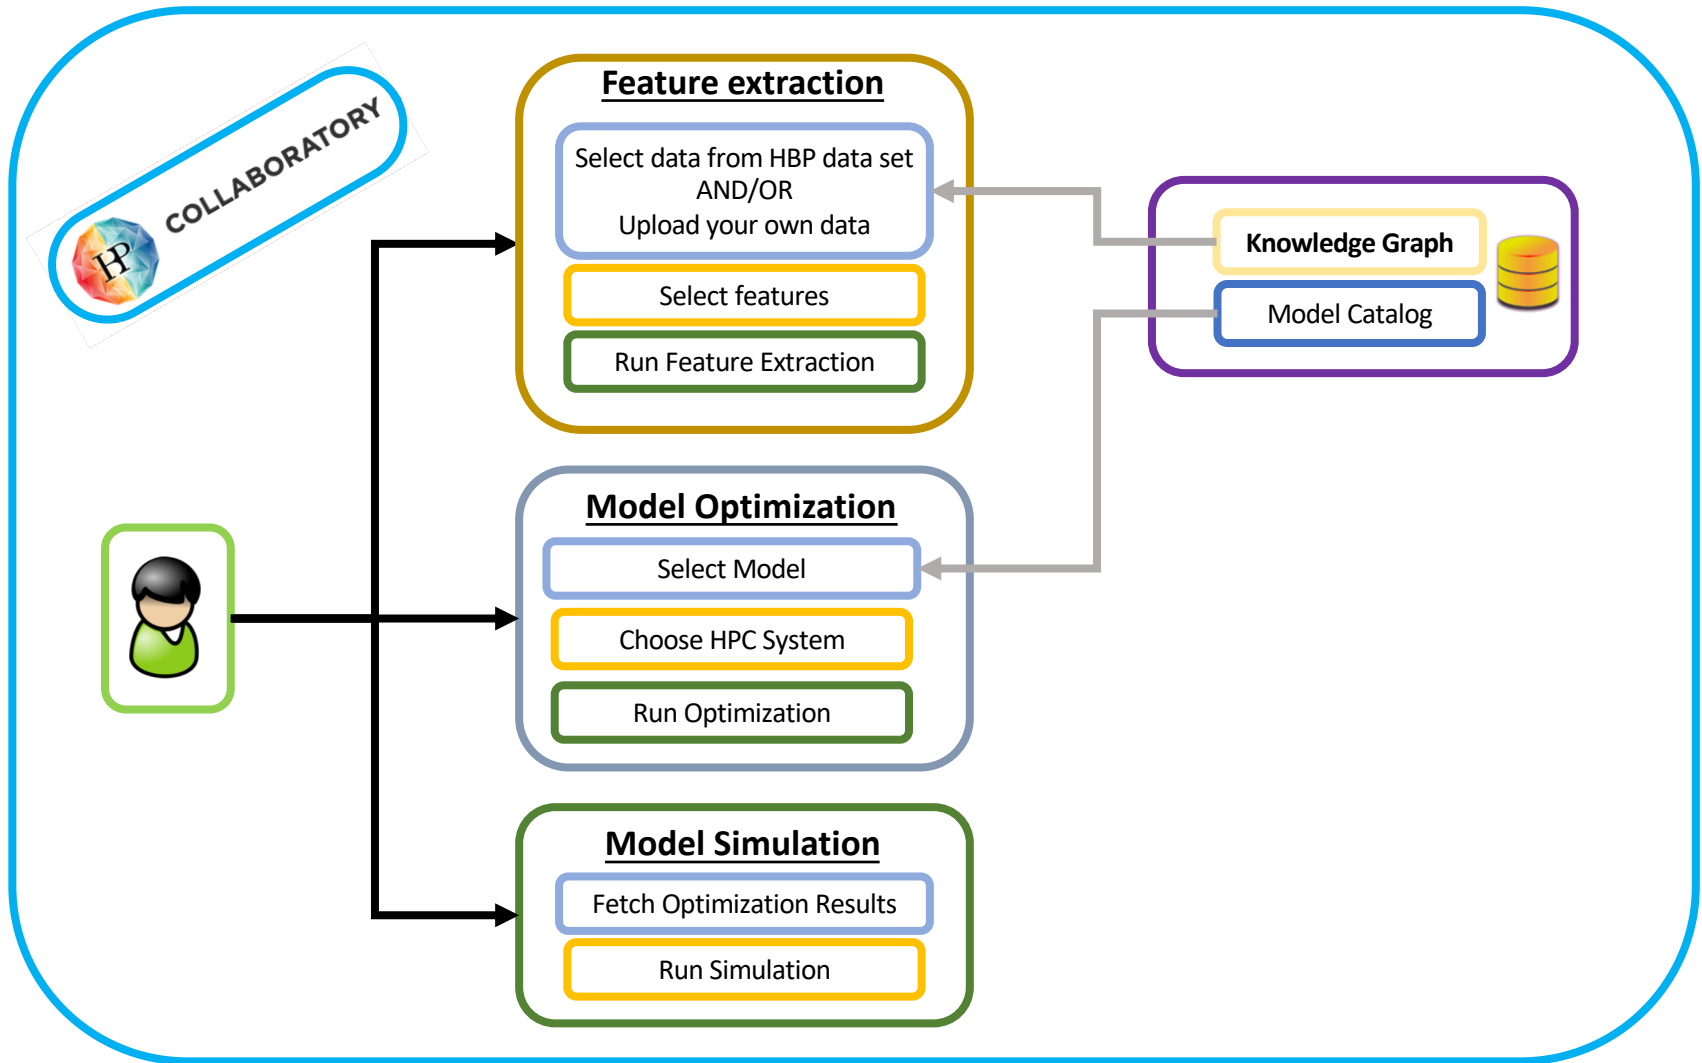 HBP
COLLABORATORY
Feature extraction
Select data from HBP data set
AND/OR
Upload your own data
Select features
Run Feature Extraction
Knowledge Graph
Model Catalog
Model Optimization
Select Model
Choose HPC System
Run Optimization
Model Simulation
Fetch Optimization Results
Run Simulation